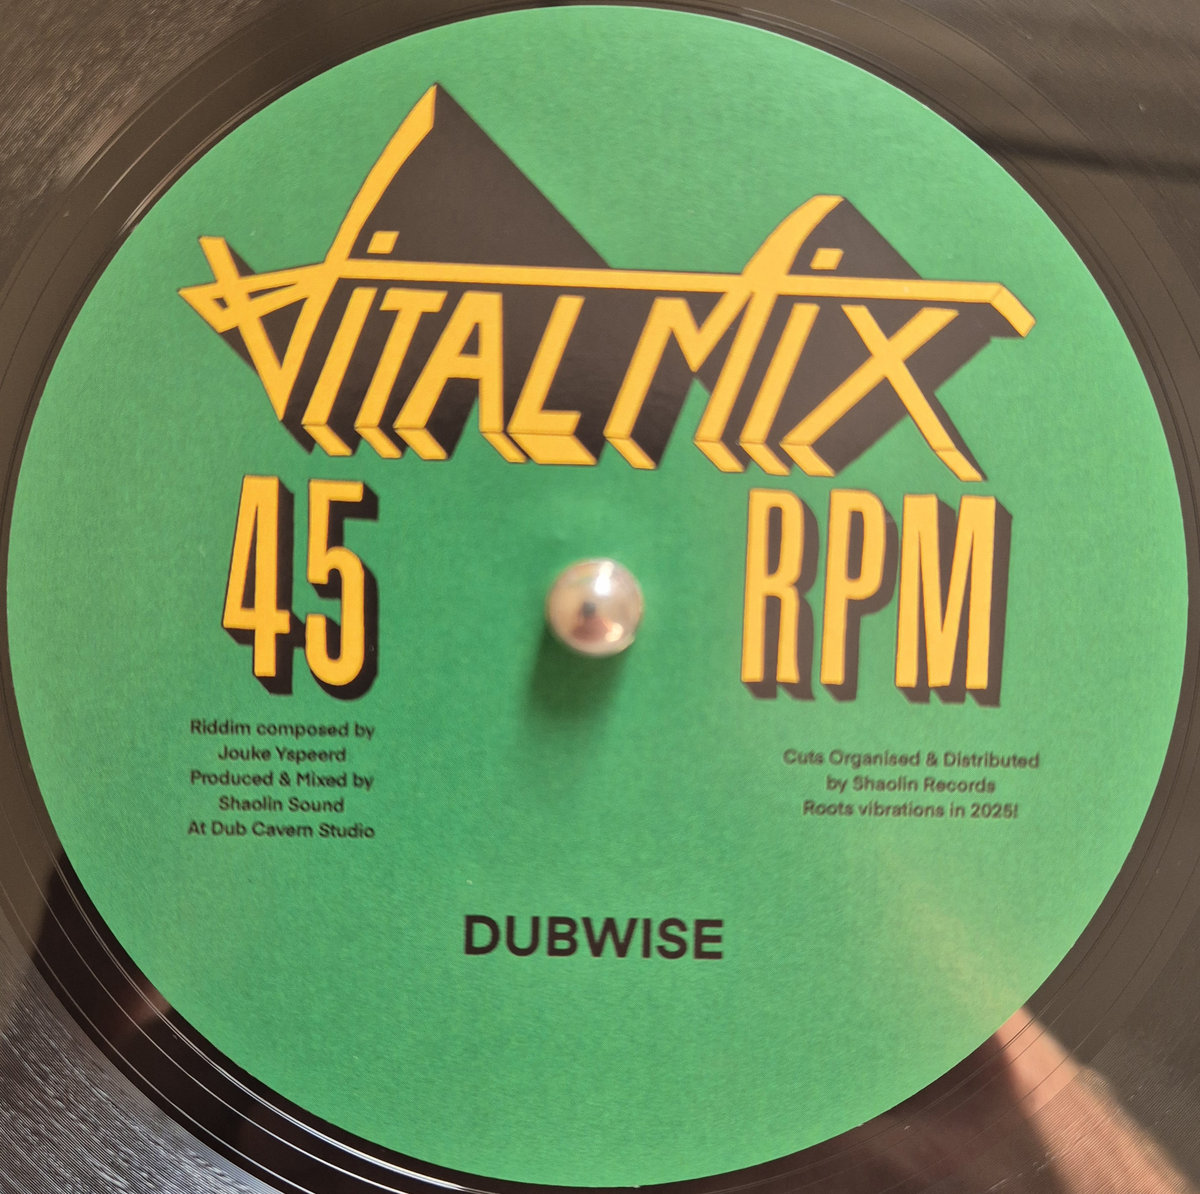 VITAL MIX
45 RPM
Riddim composed by
Jouke Yspeerd
Produced & Mixed by
Shaolin Sound
At Dub Cavern Studio
Cuts Organised & Distributed
by Shaolin Records
Roots vibrations in 2025!
DUBWISE